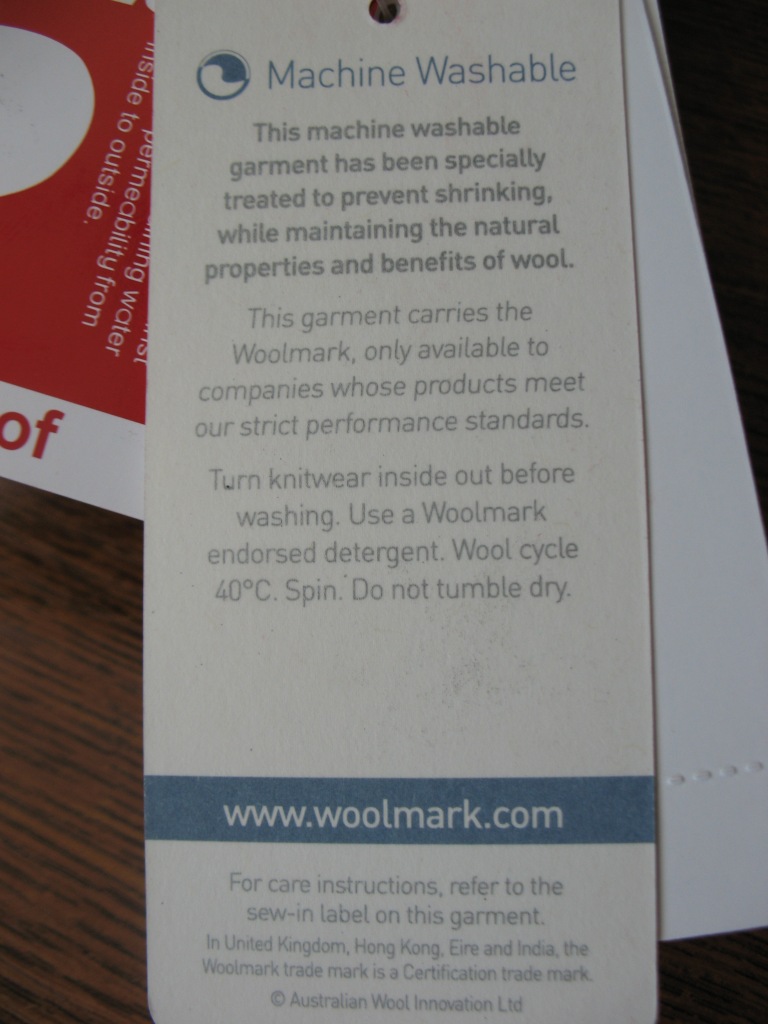 Machine Washable
This machine washable
garment has been specially
treated to prevent shrinking,
while maintaining the natural
properties and benefits of wool.
This garment carries the
Woolmark, only available to
companies whose products meet
our strict performance standards.
Turn knitwear inside out before
washing. Use a Woolmark
endorsed detergent. Wool cycle
40°C. Spin. Do not tumble dry.
www.woolmark.com
For care instructions, refer to the
sew-in label on this garment.
In United Kingdom, Hong Kong, Eire and India, the
Woolmark trade mark is a Certification trade mark.
© Australian Wool Innovation Ltd
water
permeability from
inside to outside.
of